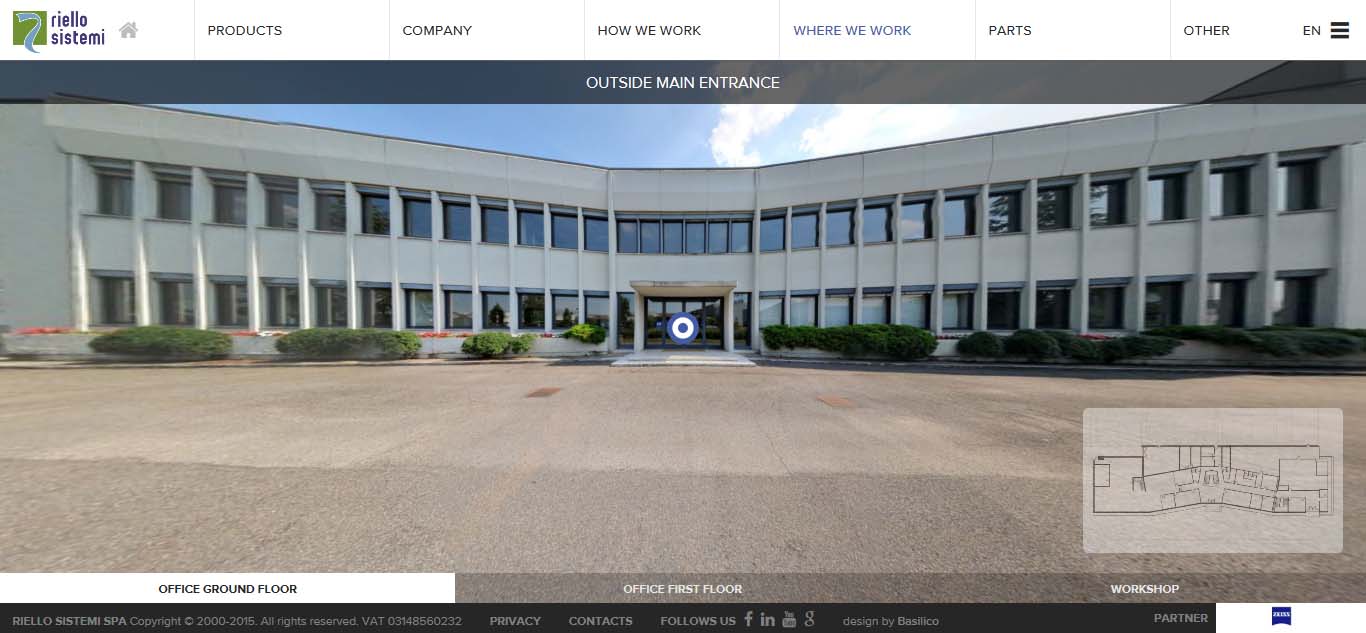 riello
sistemi
PRODUCTS
COMPANY
HOW WE WORK
WHERE WE WORK
PARTS
OTHER
EN
OUTSIDE MAIN ENTRANCE
OFFICE GROUND FLOOR
OFFICE FIRST FLOOR
WORKSHOP
RIELLO SISTEMI SPA Copyright © 2000-2015. All rights reserved. VAT 03148560232
PRIVACY
CONTACTS
FOLLOWS US
design by Basilico
PARTNER
ZEISS